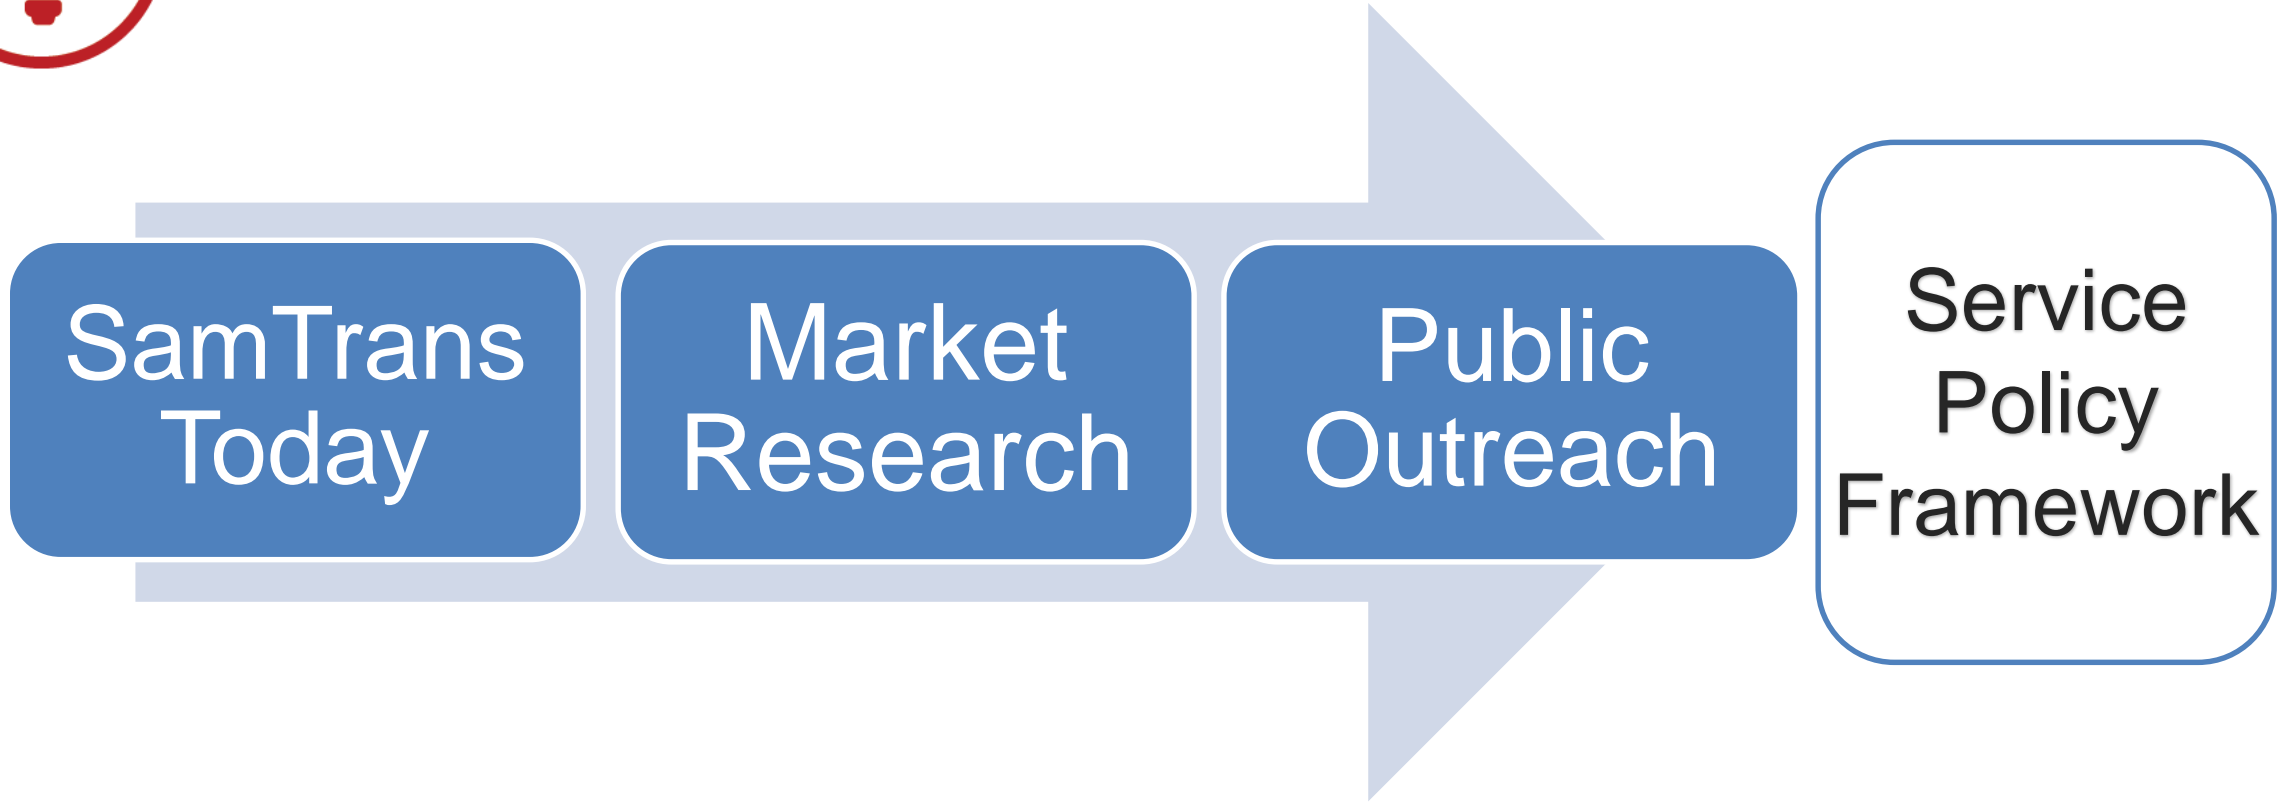 SamTrans
Today
Market
Research
Public
Outreach
Service
Policy
Framework